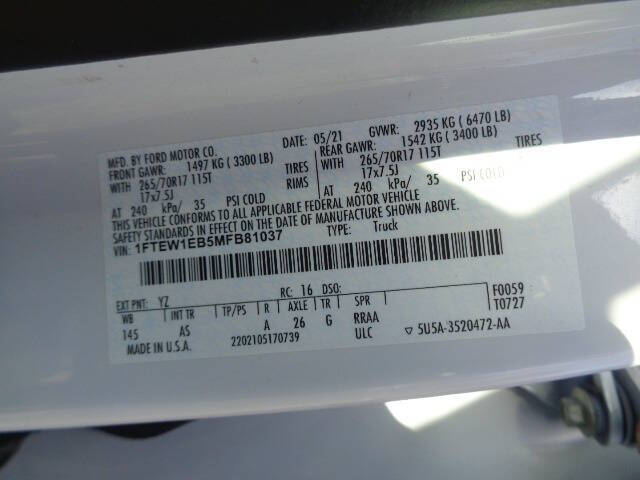 MFD. BY FORD MOTOR CO.
DATE: 05/21 GVWR: 2935 KG ( 6470 LB)
FRONT GAWR: 1497 KG ( 3300 LB) REAR GAWR: 1542 KG ( 3400 LB)
WITH 265/70R17 115T TIRES WITH 265/70R17 115T TIRES
17x7.5J RIMS 17x7.5J
AT 240 kPa/ 35 PSI COLD AT 240 kPa/ 35 PSI COLD
THIS VEHICLE CONFORMS TO ALL APPLICABLE FEDERAL MOTOR VEHICLE
SAFETY STANDARDS IN EFFECT ON THE DATE OF MANUFACTURE SHOWN ABOVE.
VIN: 1FTEW1EB5MFB81037 TYPE: Truck
EXT PNT: YZ RC: 16 DSO: F0059
WB INT TR TP/PS R AXLE TR SPR T0727
145 AS A 26 G RRAA
MADE IN U.S.A. 2202105170739 ULC ▽ 5U5A-3520472-AA